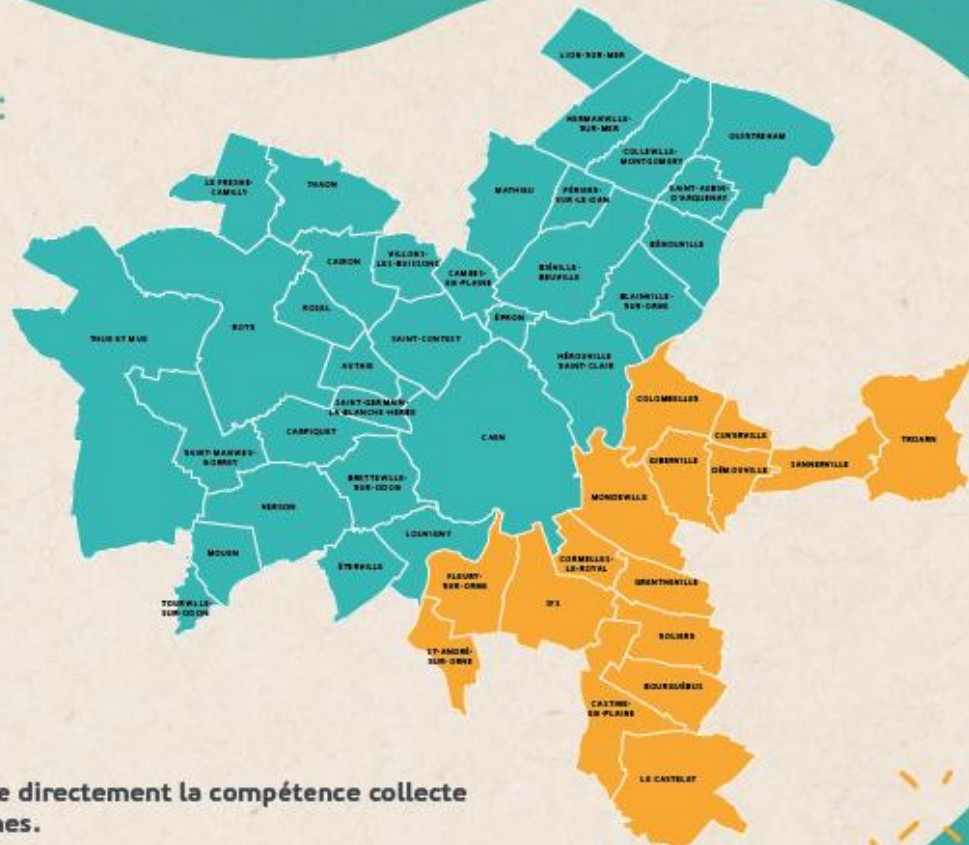 LION-SUR-MER
HERMANVILLE-
SUR-MER
OUISTREHAM
COLLEVILLE-
MONTGOMERY
LE FRESNE-
CAMILLY
THAON
MATHIEU
PÉRIERS-
SUR-LE-DAN
SAINT-AUBIN-
D'ARQUENAY
BÉNOUVILLE
CAIRON
VILLONS-
LES-BUISSONS
CAMBES-
EN-PLAINE
BIÉVILLE-
BEUVILLE
BLAINVILLE-
SUR-ORNE
ROSEL
ÉPRON
THUE ET MUE
ROTS
SAINT-CONTEST
HÉROUVILLE
SAINT-CLAIR
AUTHIE
SAINT-GERMAIN-
LA-BLANCHE-HERBE
COLOMBELLES
CARPIQUET
CAEN
CUVERVILLE
TROARN
SAINT-MANVIEU-
NORREY
GIBERVILLE
DÉMOUVILLE
SANNERVILLE
BRETTEVILLE-
SUR-ODON
MONDEVILLE
VERSON
LOUVIGNY
MOUEN
ÉTERVILLE
CORMELLES-
LE-ROYAL
FLEURY-
SUR-ORNE
GRENTHEVILLE
TOURVILLE-
SUR-ODON
IFS
SOLIERS
ST-ANDRÉ-
SUR-ORNE
BOURGUÉBUS
CASTINE-
EN-PLAINE
LE CASTELET
e directement la compétence collecte
nes.